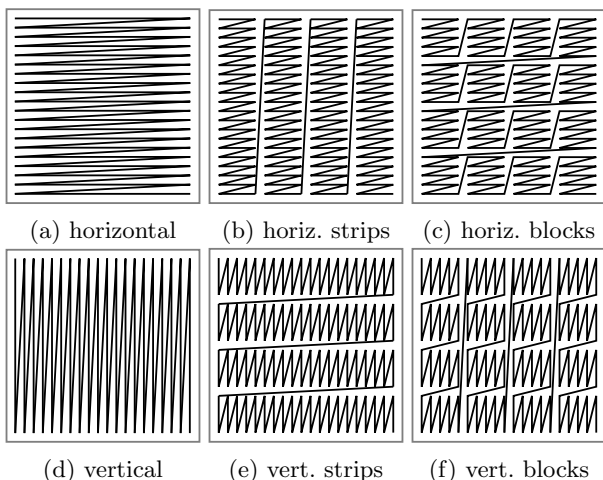 (a) horizontal (b) horiz. strips (c) horiz. blocks
(d) vertical (e) vert. strips (f) vert. blocks